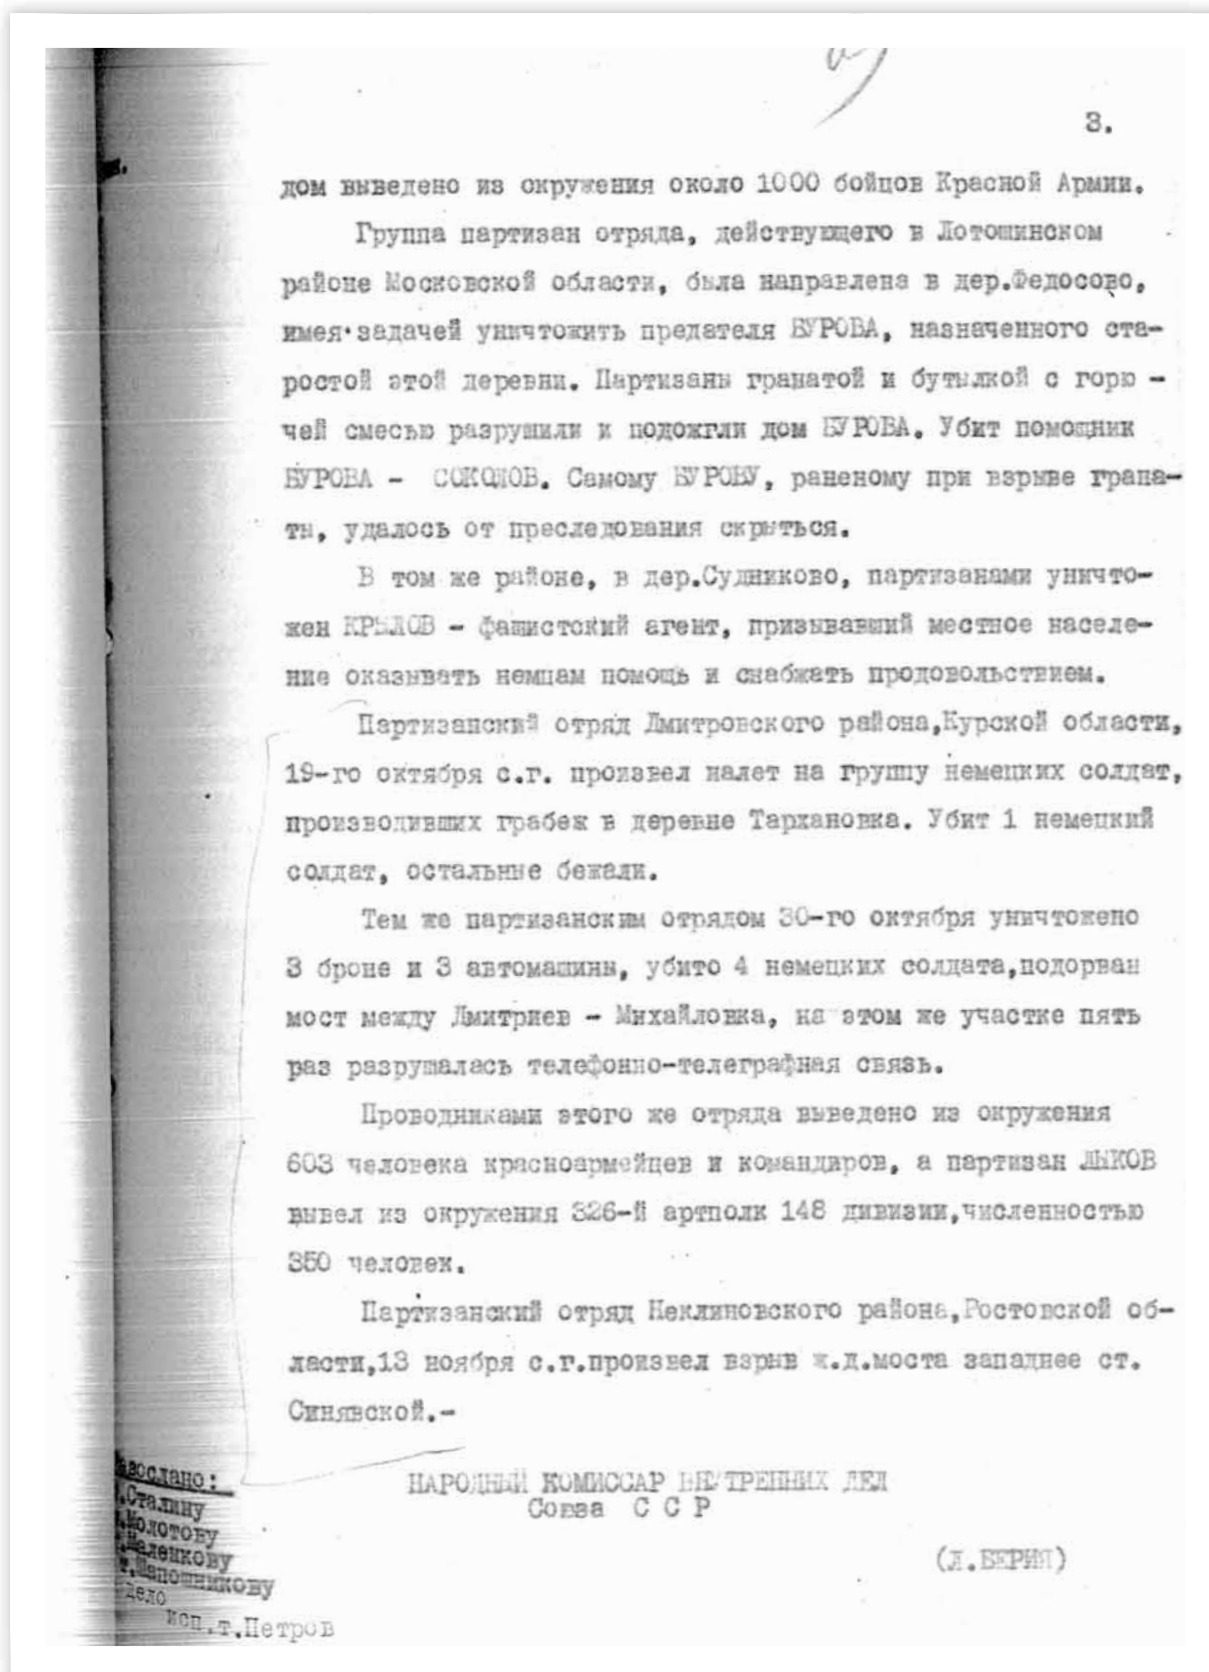 3.
дом выведено из окружения около 1000 бойцов Красной Армии.
Группа партизан отряда, действующего в Лотошинском
районе Московской области, была направлена в дер.Федосово,
имея задачей уничтожить предателя БУРОВА, назначенного ста-
ростой этой деревни. Партизаны гранатой и бутылкой с горю -
чей смесью разрушили и подожгли дом БУРОВА. Убит помощник
БУРОВА - СОКОЛОВ. Самому БУРОВУ, раненому при взрыве грана-
ты, удалось от преследования скрыться.
В том же районе, в дер.Судниково, партизанами уничто-
жен КРЫЛОВ - фашистский агент, призывавший местное населе-
ние оказывать немцам помощь и снабжать продовольствием.
Партизанский отряд Дмитровского района,Курской области,
19-го октября с.г. произвел налет на группу немецких солдат,
производивших грабеж в деревне Тархановка. Убит 1 немецкий
солдат, остальные бежали.
Тем же партизанским отрядом 30-го октября уничтожено
3 броне и 3 автомашины, убито 4 немецких солдата,подорван
мост между Дмитриев - Михайловка, на этом же участке пять
раз разрушалась телефонно-телеграфная связь.
Проводниками этого же отряда выведено из окружения
603 человека красноармейцев и командиров, а партизан ЛЫКОВ
вывел из окружения 326-й артполк 148 дивизии,численностью
350 человек.
Партизанский отряд Неклиновского района,Ростовской об-
ласти,13 ноября с.г.произвел взрыв ж.д.моста западнее ст.
Синявской.-
НАРОДНЫЙ КОМИССАР ВНУТРЕННИХ ДЕЛ
Союза С С Р
(Л.БЕРИЯ)
азослано:
.Сталину
.Молотову
.Маленкову
т.Шапошникову
дело
исп.т.Петров